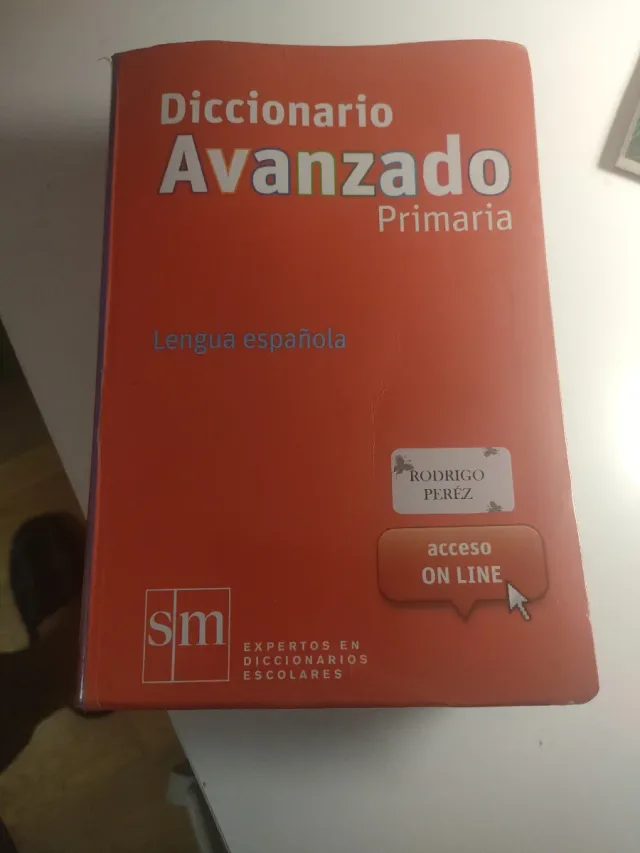 Diccionario
Avanzado
Primaria
Lengua española
RODRIGO
PERÉZ
acceso
ON LINE
sm
EXPERTOS EN
DICCIONARIOS
ESCOLARES